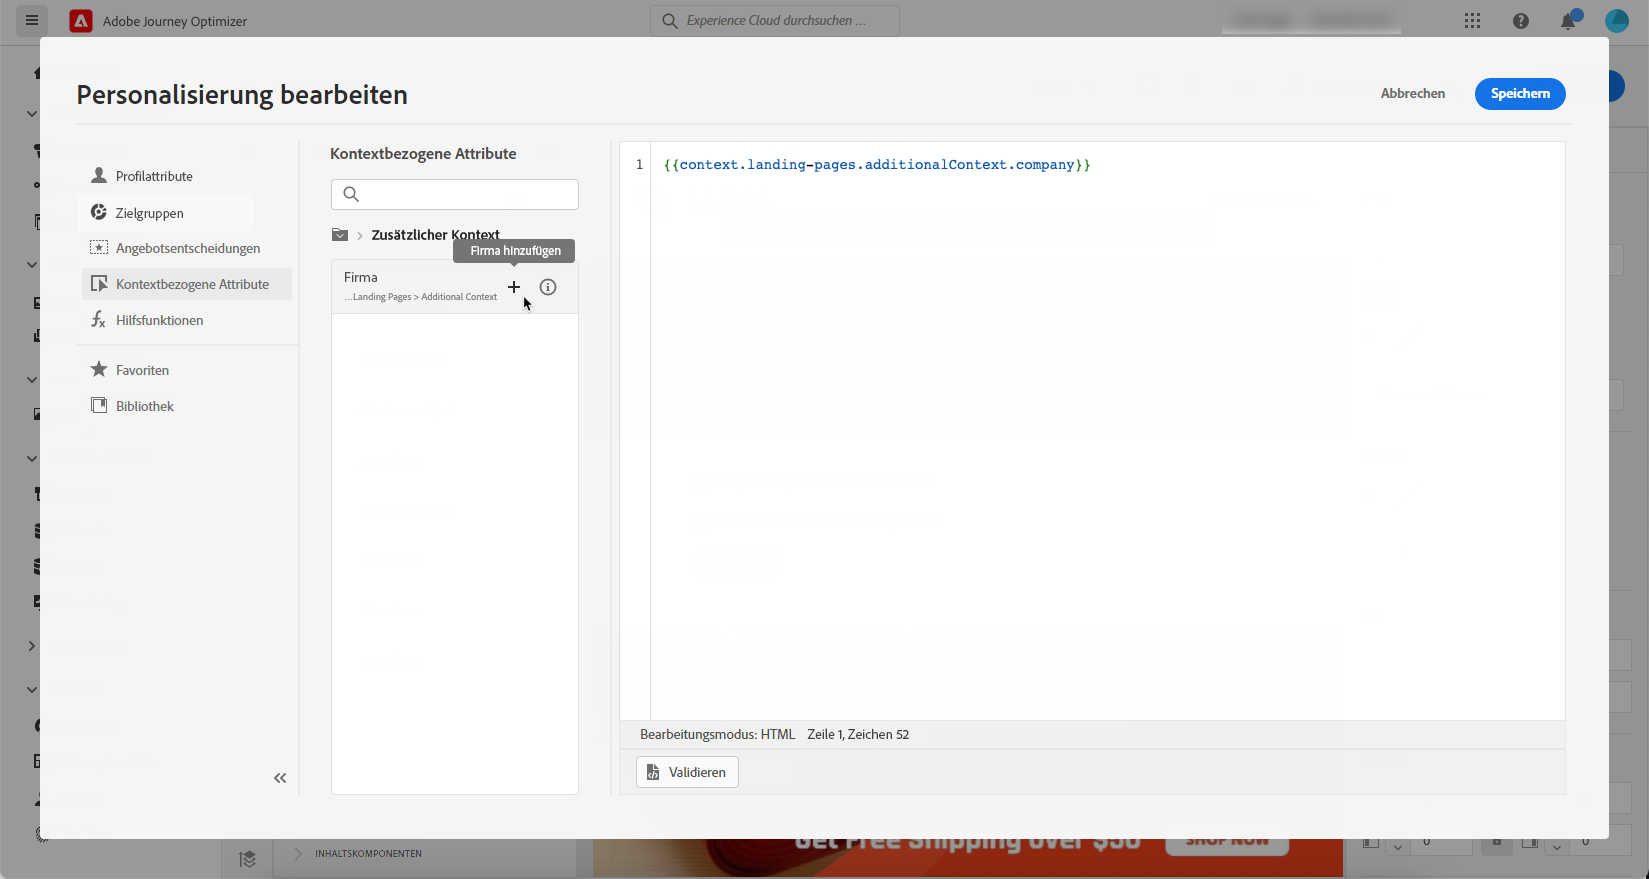 Adobe Journey Optimizer
Experience Cloud durchsuchen ...
Personalisierung bearbeiten
Abbrechen
Speichern
Profilattribute
Zielgruppen
Angebotsentscheidungen
Kontextbezogene Attribute
Hilfsfunktionen
Favoriten
Bibliothek
Kontextbezogene Attribute
Zusätzlicher Kontext
Firma hinzufügen
Firma
...Landing Pages > Additional Context
1 {{context.landing-pages.additionalContext.company}}
Bearbeitungsmodus: HTML Zeile 1, Zeichen 52
Validieren
INHALTSKOMPONENTEN
Get Free Shipping over $50
SHOP NOW
0
0